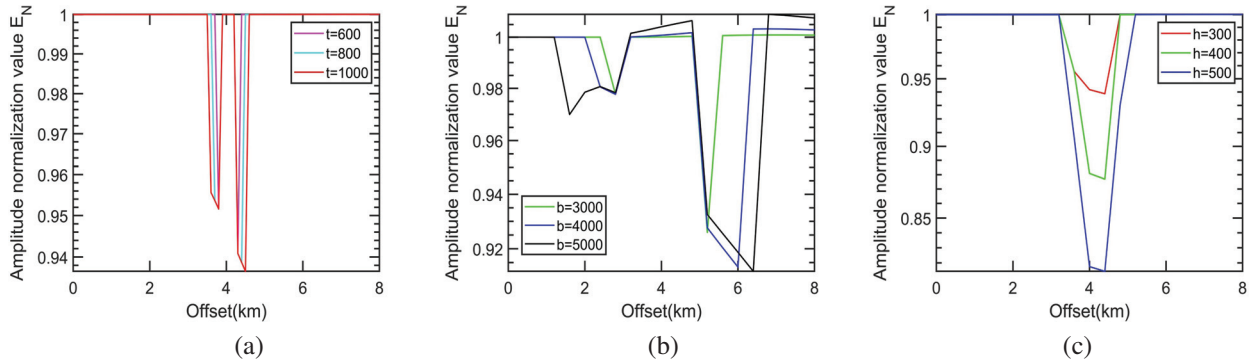 Amplitude normalization value E_N
1
0.99
0.98
0.97
0.96
0.95
0.94
0
2
4
6
8
Offset(km)
t=600
t=800
t=1000
(a)
Amplitude normalization value E_N
1
0.98
0.96
0.94
0.92
0
2
4
6
8
Offset(km)
b=3000
b=4000
b=5000
(b)
Amplitude normalization value E_N
1
0.95
0.9
0.85
0
2
4
6
8
Offset(km)
h=300
h=400
h=500
(c)